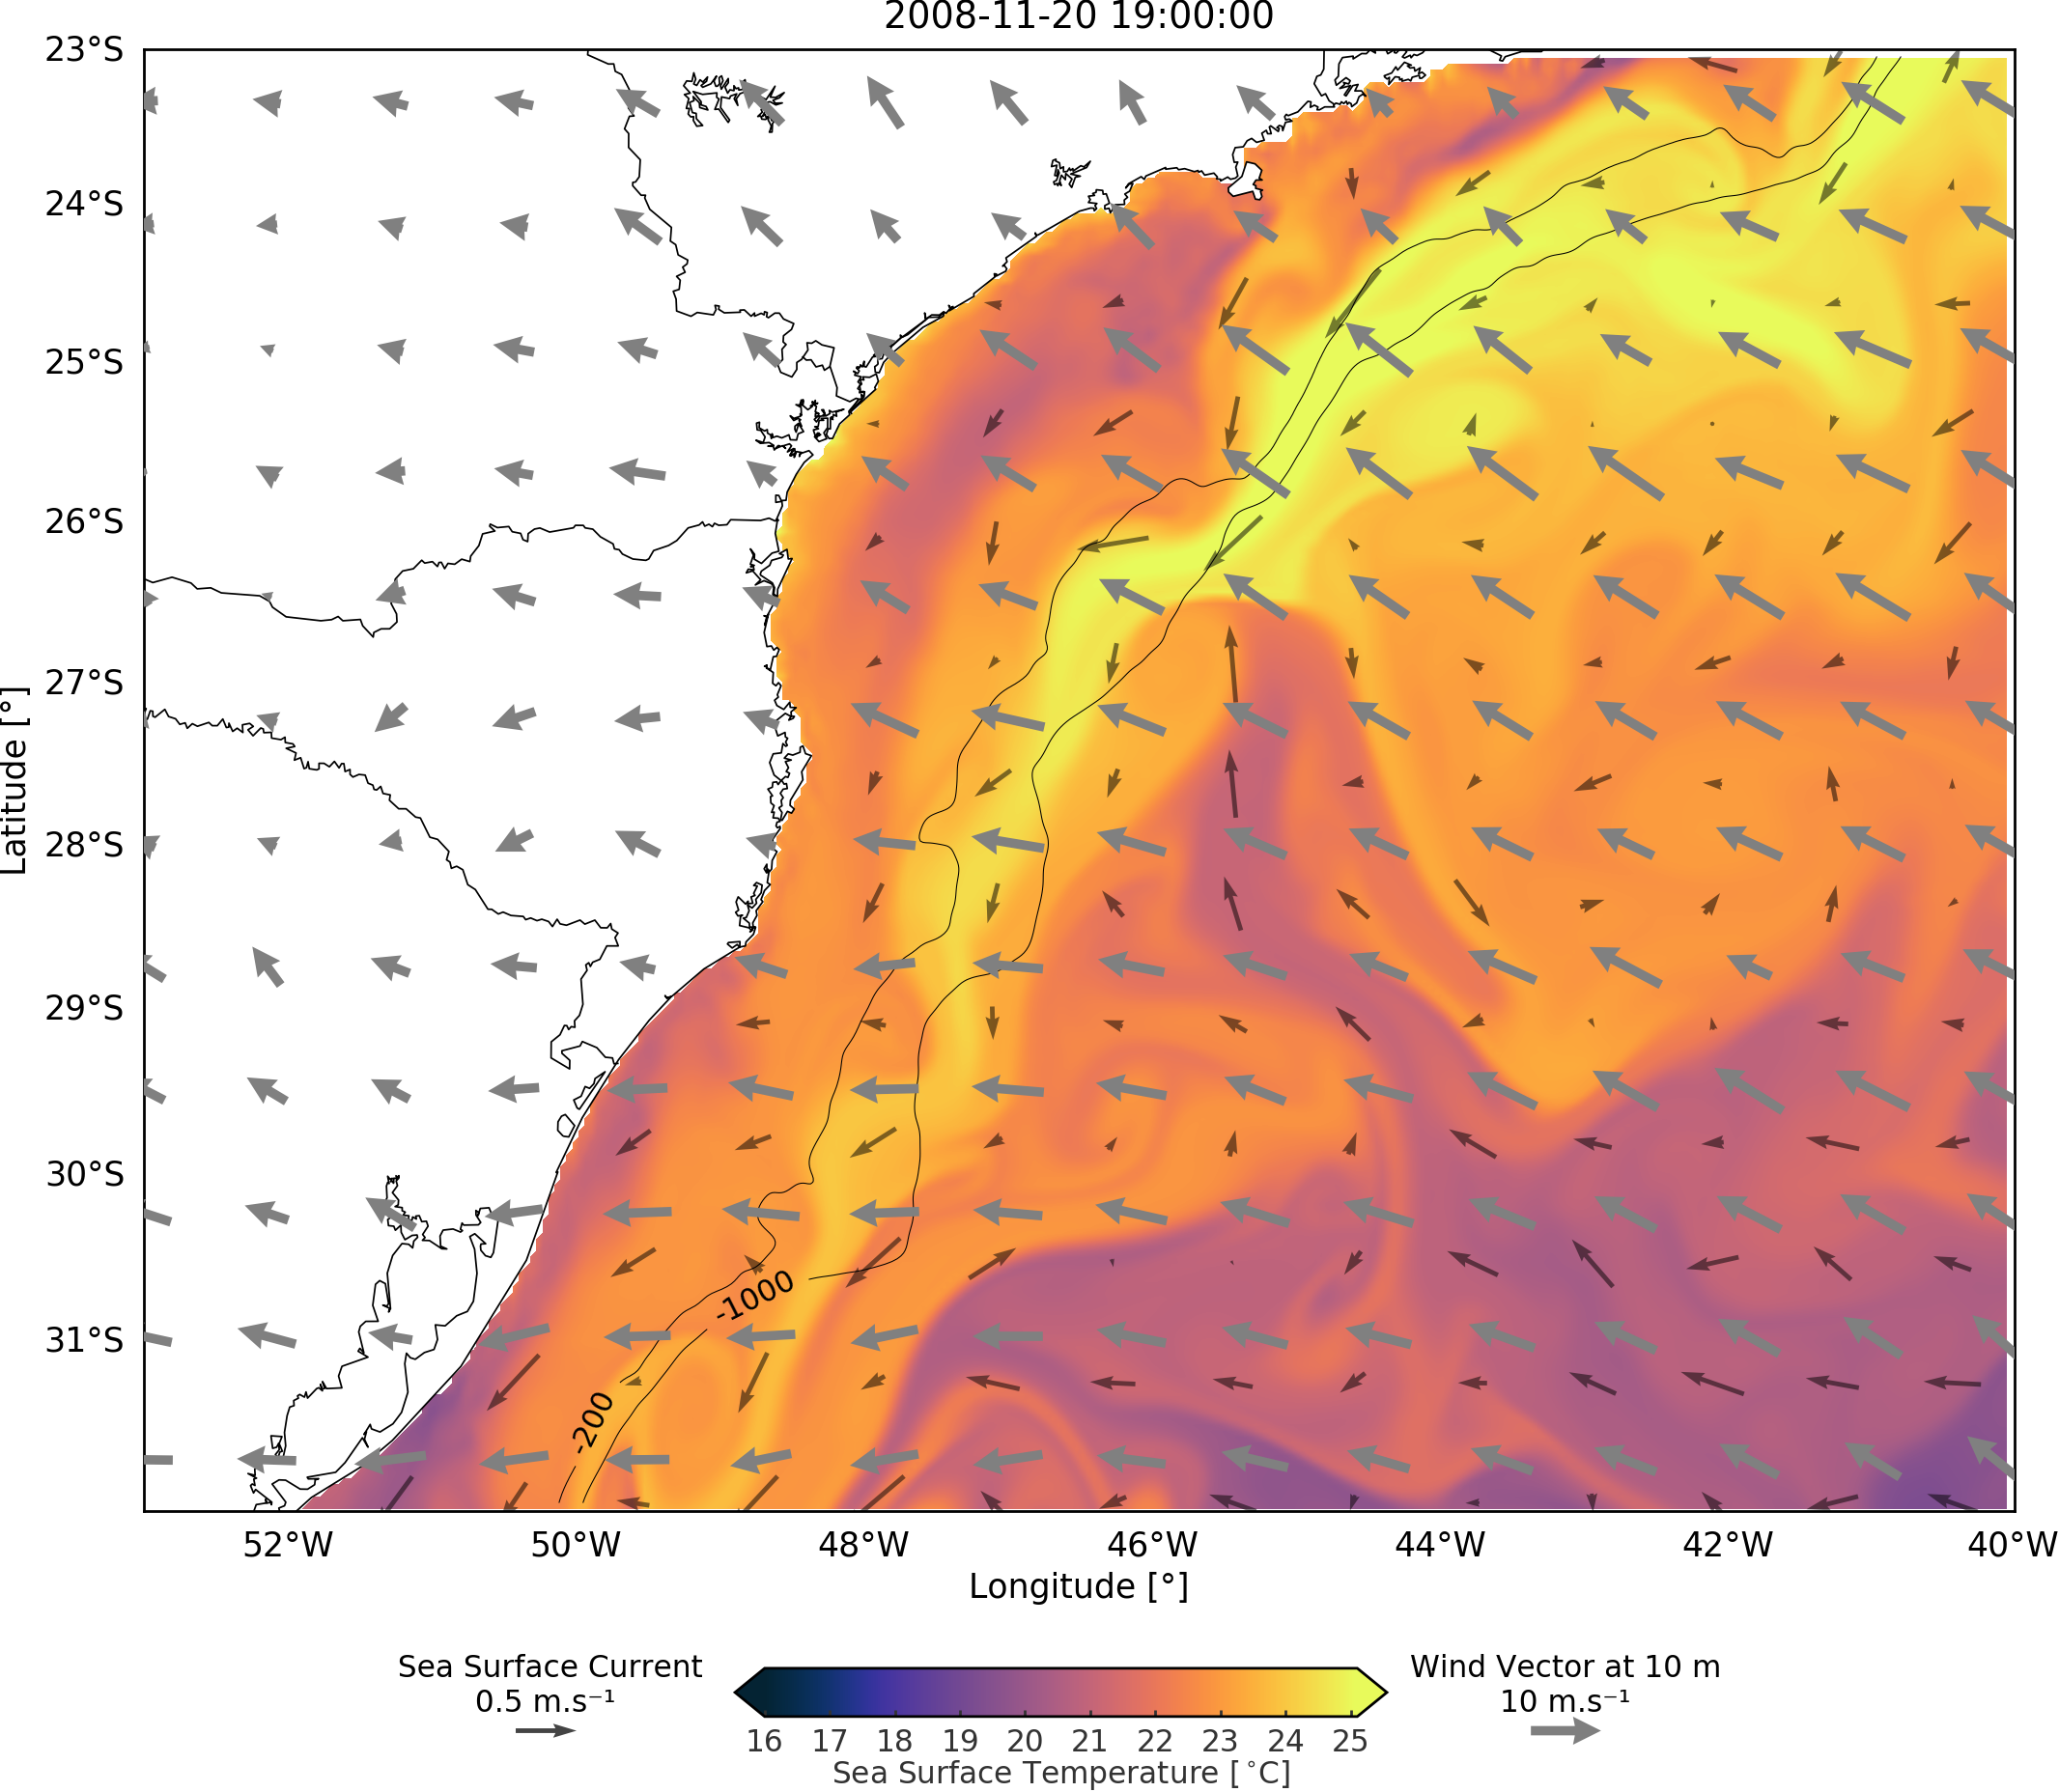 2008-11-20 19:00:00
23°S
24°S
25°S
26°S
27°S
28°S
29°S
30°S
31°S
Latitude [°]
-1000
-200
52°W
50°W
48°W
46°W
44°W
42°W
40°W
Longitude [°]
Sea Surface Current
0.5 m.s⁻¹
16 17 18 19 20 21 22 23 24 25
Sea Surface Temperature [°C]
Wind Vector at 10 m
10 m.s⁻¹